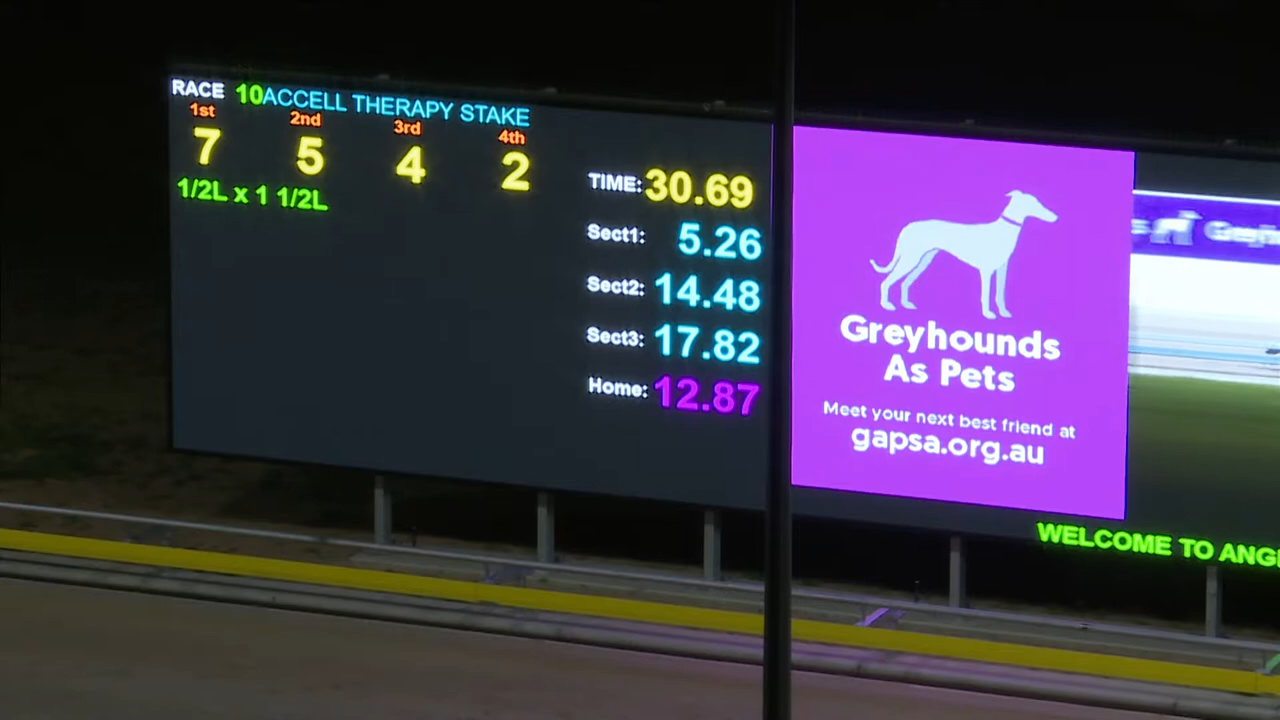 RACE 10ACCELL THERAPY STAKE
1st 2nd 3rd 4th
7 5 4 2
1/2L x 1 1/2L
TIME: 30.69
Sect1: 5.26
Sect2: 14.48
Sect3: 17.82
Home: 12.87
Greyhounds
As Pets
Meet your next best friend at
gapsa.org.au
WELCOME TO ANG